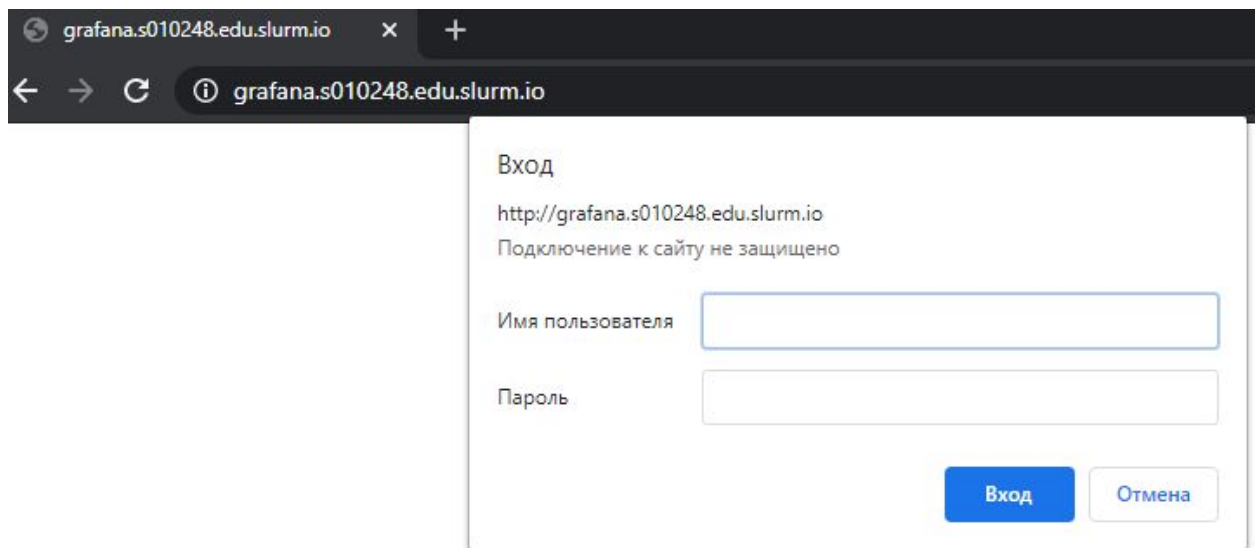 grafana.s010248.edu.slurm.io
grafana.s010248.edu.slurm.io
Вход
http://grafana.s010248.edu.slurm.io
Подключение к сайту не защищено
Имя пользователя
Пароль
Вход Отмена